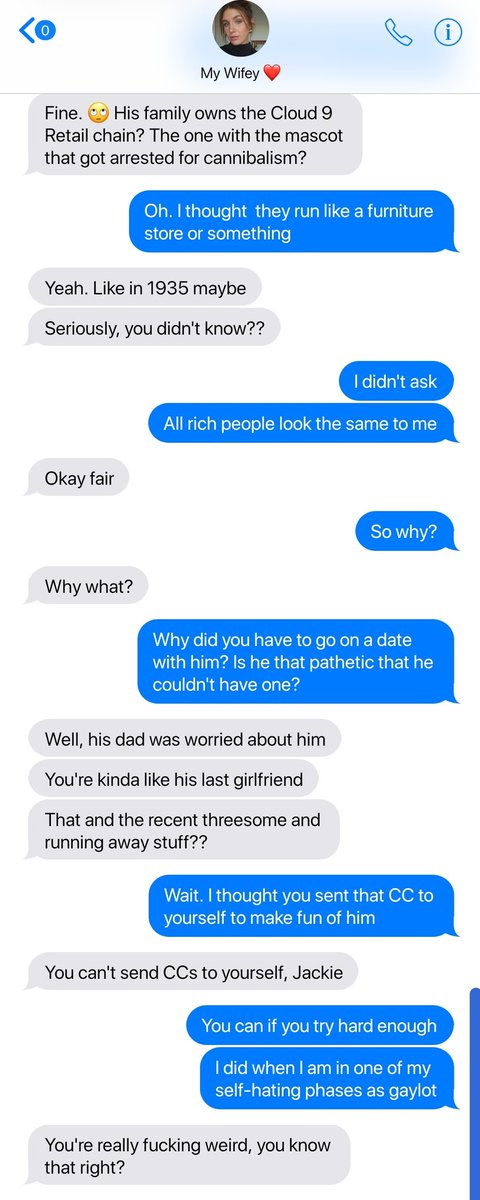 0
My Wifey ❤️
Fine. 🙄 His family owns the Cloud 9
Retail chain? The one with the mascot
that got arrested for cannibalism?
Oh. I thought  they run like a furniture
store or something
Yeah. Like in 1935 maybe
Seriously, you didn't know??
I didn't ask
All rich people look the same to me
Okay fair
So why?
Why what?
Why did you have to go on a date
with him? Is he that pathetic that he
couldn't have one?
Well, his dad was worried about him
You're kinda like his last girlfriend
That and the recent threesome and
running away stuff??
Wait. I thought you sent that CC to
yourself to make fun of him
You can't send CCs to yourself, Jackie
You can if you try hard enough
I did when I am in one of my
self-hating phases as gaylot
You're really fucking weird, you know
that right?